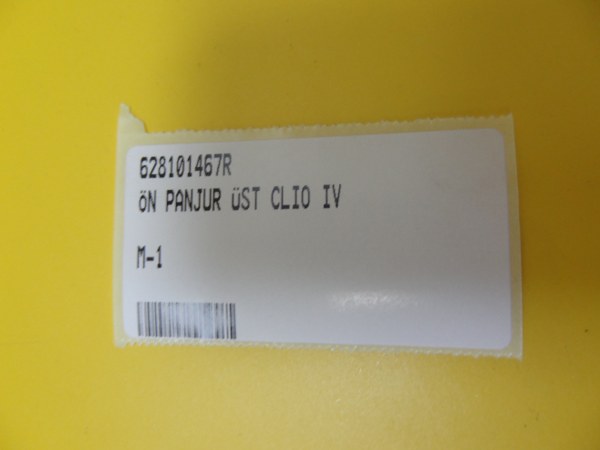 628101467R
ÖN PANJUR ÜST CLIO IV
M-1